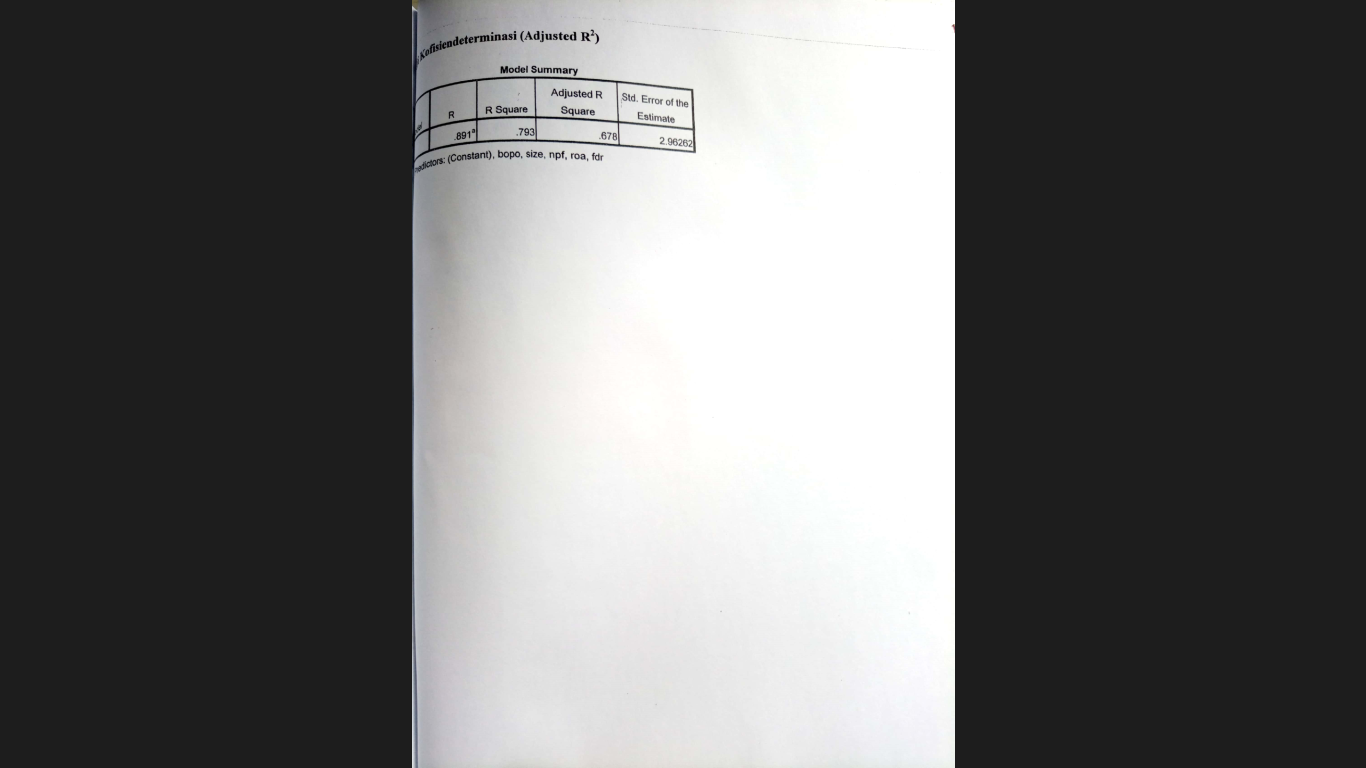 Kofisiendeterminasi (Adjusted R²)
Model Summary
R R Square Adjusted R Square Std. Error of the Estimate
.891ª .793 .678 2.96262
(Constant), bopo, size, npf, roa, fdr